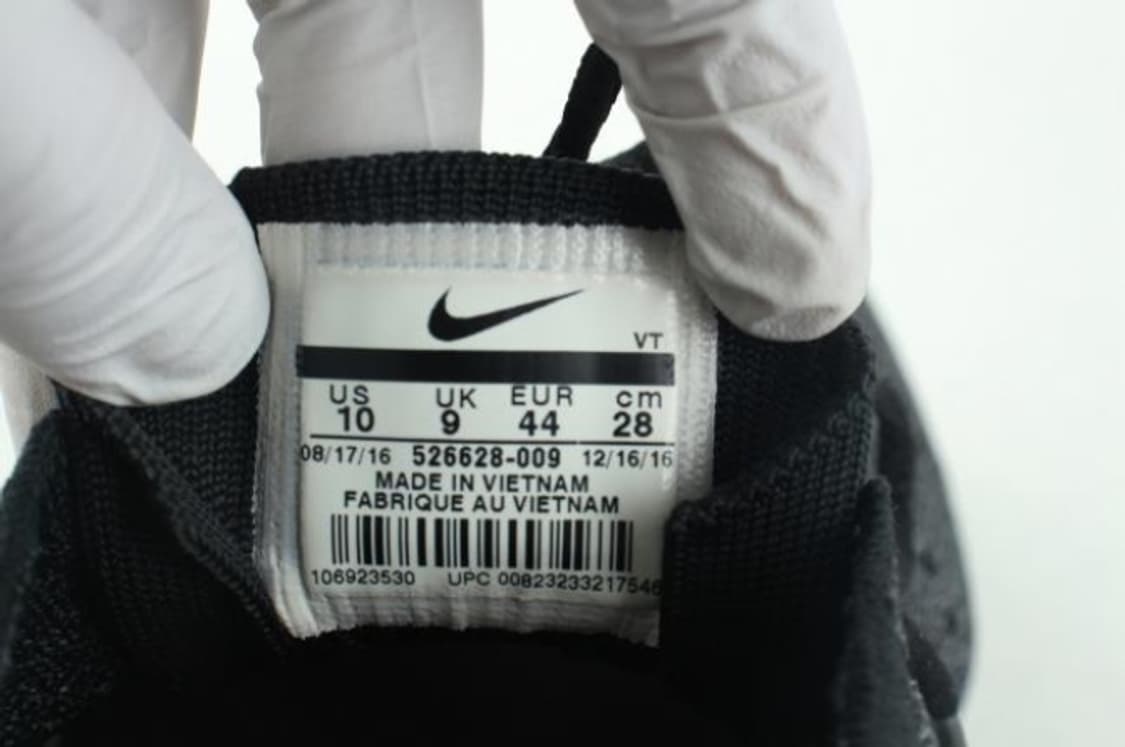 VT
US UK EUR cm
10 9 44 28
08/17/16 526628-009 12/16/16
MADE IN VIETNAM
FABRIQUE AU VIETNAM
106923530 UPC 00823233217546